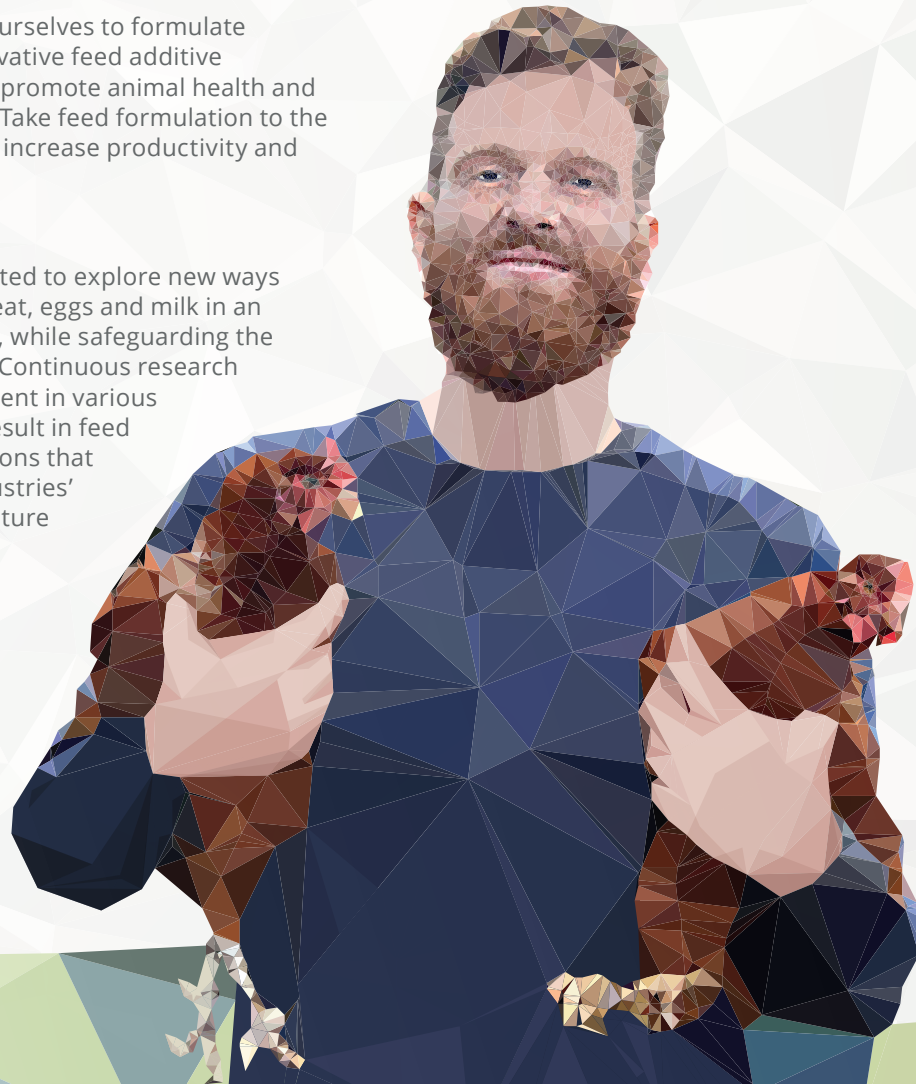 urselves to formulate
vative feed additive
promote animal health and
Take feed formulation to the
increase productivity and
ted to explore new ways
eat, eggs and milk in an
, while safeguarding the
Continuous research
ent in various
esult in feed
ons that
ustries’
ture